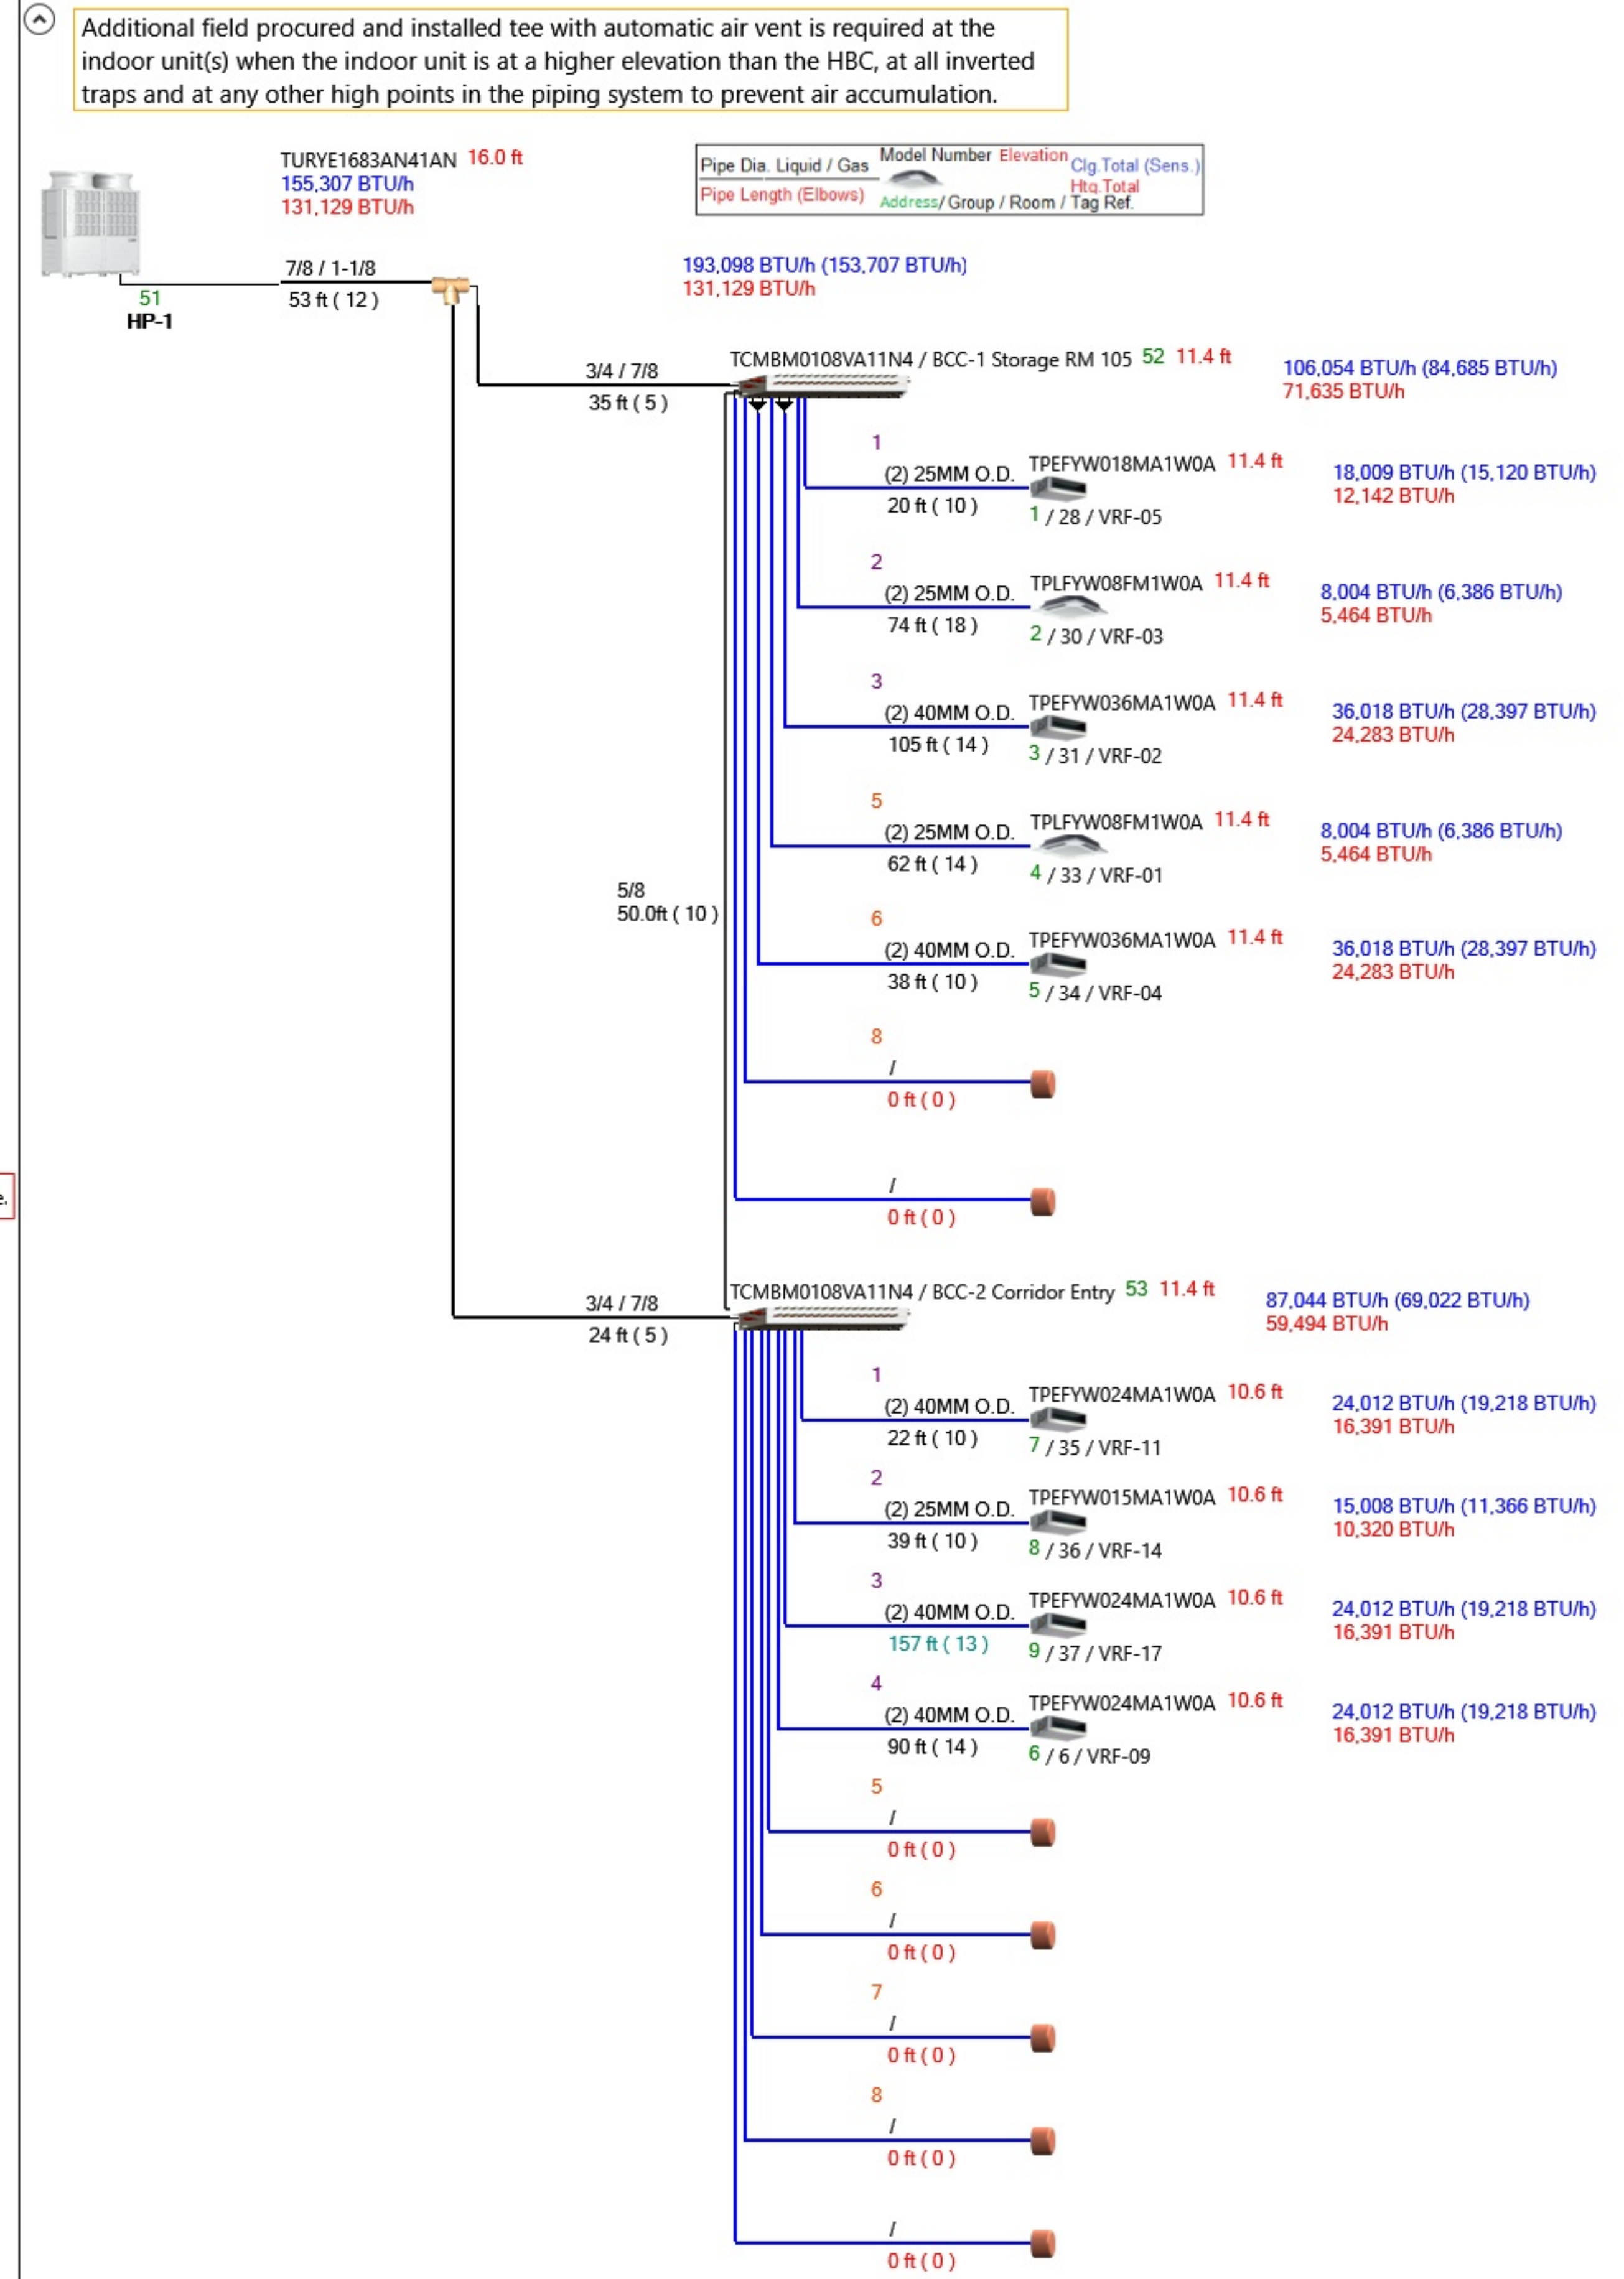 Additional field procured and installed tee with automatic air vent is required at the
indoor unit(s) when the indoor unit is at a higher elevation than the HBC, at all inverted
traps and at any other high points in the piping system to prevent air accumulation.
TURYE1683AN41AN 16.0 ft
155,307 BTU/h
131,129 BTU/h
Pipe Dia. Liquid / Gas
Pipe Length (Elbows)
Model Number Elevation
Clg.Total (Sens.)
Htg.Total
Address/ Group / Room / Tag Ref.
7/8 / 1-1/8
53 ft ( 12 )
51
HP-1
193,098 BTU/h (153,707 BTU/h)
131,129 BTU/h
3/4 / 7/8
35 ft ( 5 )
TCMBM0108VA11N4 / BCC-1 Storage RM 105 52 11.4 ft
106,054 BTU/h (84,685 BTU/h)
71,635 BTU/h
1
(2) 25MM O.D.
20 ft ( 10 )
TPEFYW018MA1W0A 11.4 ft
1 / 28 / VRF-05
18,009 BTU/h (15,120 BTU/h)
12,142 BTU/h
2
(2) 25MM O.D.
74 ft ( 18 )
TPLFYW08FM1W0A 11.4 ft
2 / 30 / VRF-03
8,004 BTU/h (6,386 BTU/h)
5,464 BTU/h
3
(2) 40MM O.D.
105 ft ( 14 )
TPEFYW036MA1W0A 11.4 ft
3 / 31 / VRF-02
36,018 BTU/h (28,397 BTU/h)
24,283 BTU/h
5
(2) 25MM O.D.
62 ft ( 14 )
TPLFYW08FM1W0A 11.4 ft
4 / 33 / VRF-01
8,004 BTU/h (6,386 BTU/h)
5,464 BTU/h
5/8
50.0ft ( 10 )
6
(2) 40MM O.D.
38 ft ( 10 )
TPEFYW036MA1W0A 11.4 ft
5 / 34 / VRF-04
36,018 BTU/h (28,397 BTU/h)
24,283 BTU/h
8
/
0 ft ( 0 )
/
0 ft ( 0 )
e.
3/4 / 7/8
24 ft ( 5 )
TCMBM0108VA11N4 / BCC-2 Corridor Entry 53 11.4 ft
87,044 BTU/h (69,022 BTU/h)
59,494 BTU/h
1
(2) 40MM O.D.
22 ft ( 10 )
TPEFYW024MA1W0A 10.6 ft
7 / 35 / VRF-11
24,012 BTU/h (19,218 BTU/h)
16,391 BTU/h
2
(2) 25MM O.D.
39 ft ( 10 )
TPEFYW015MA1W0A 10.6 ft
8 / 36 / VRF-14
15,008 BTU/h (11,366 BTU/h)
10,320 BTU/h
3
(2) 40MM O.D.
157 ft ( 13 )
TPEFYW024MA1W0A 10.6 ft
9 / 37 / VRF-17
24,012 BTU/h (19,218 BTU/h)
16,391 BTU/h
4
(2) 40MM O.D.
90 ft ( 14 )
TPEFYW024MA1W0A 10.6 ft
6 / 6 / VRF-09
24,012 BTU/h (19,218 BTU/h)
16,391 BTU/h
5
/
0 ft ( 0 )
6
/
0 ft ( 0 )
7
/
0 ft ( 0 )
8
/
0 ft ( 0 )
/
0 ft ( 0 )